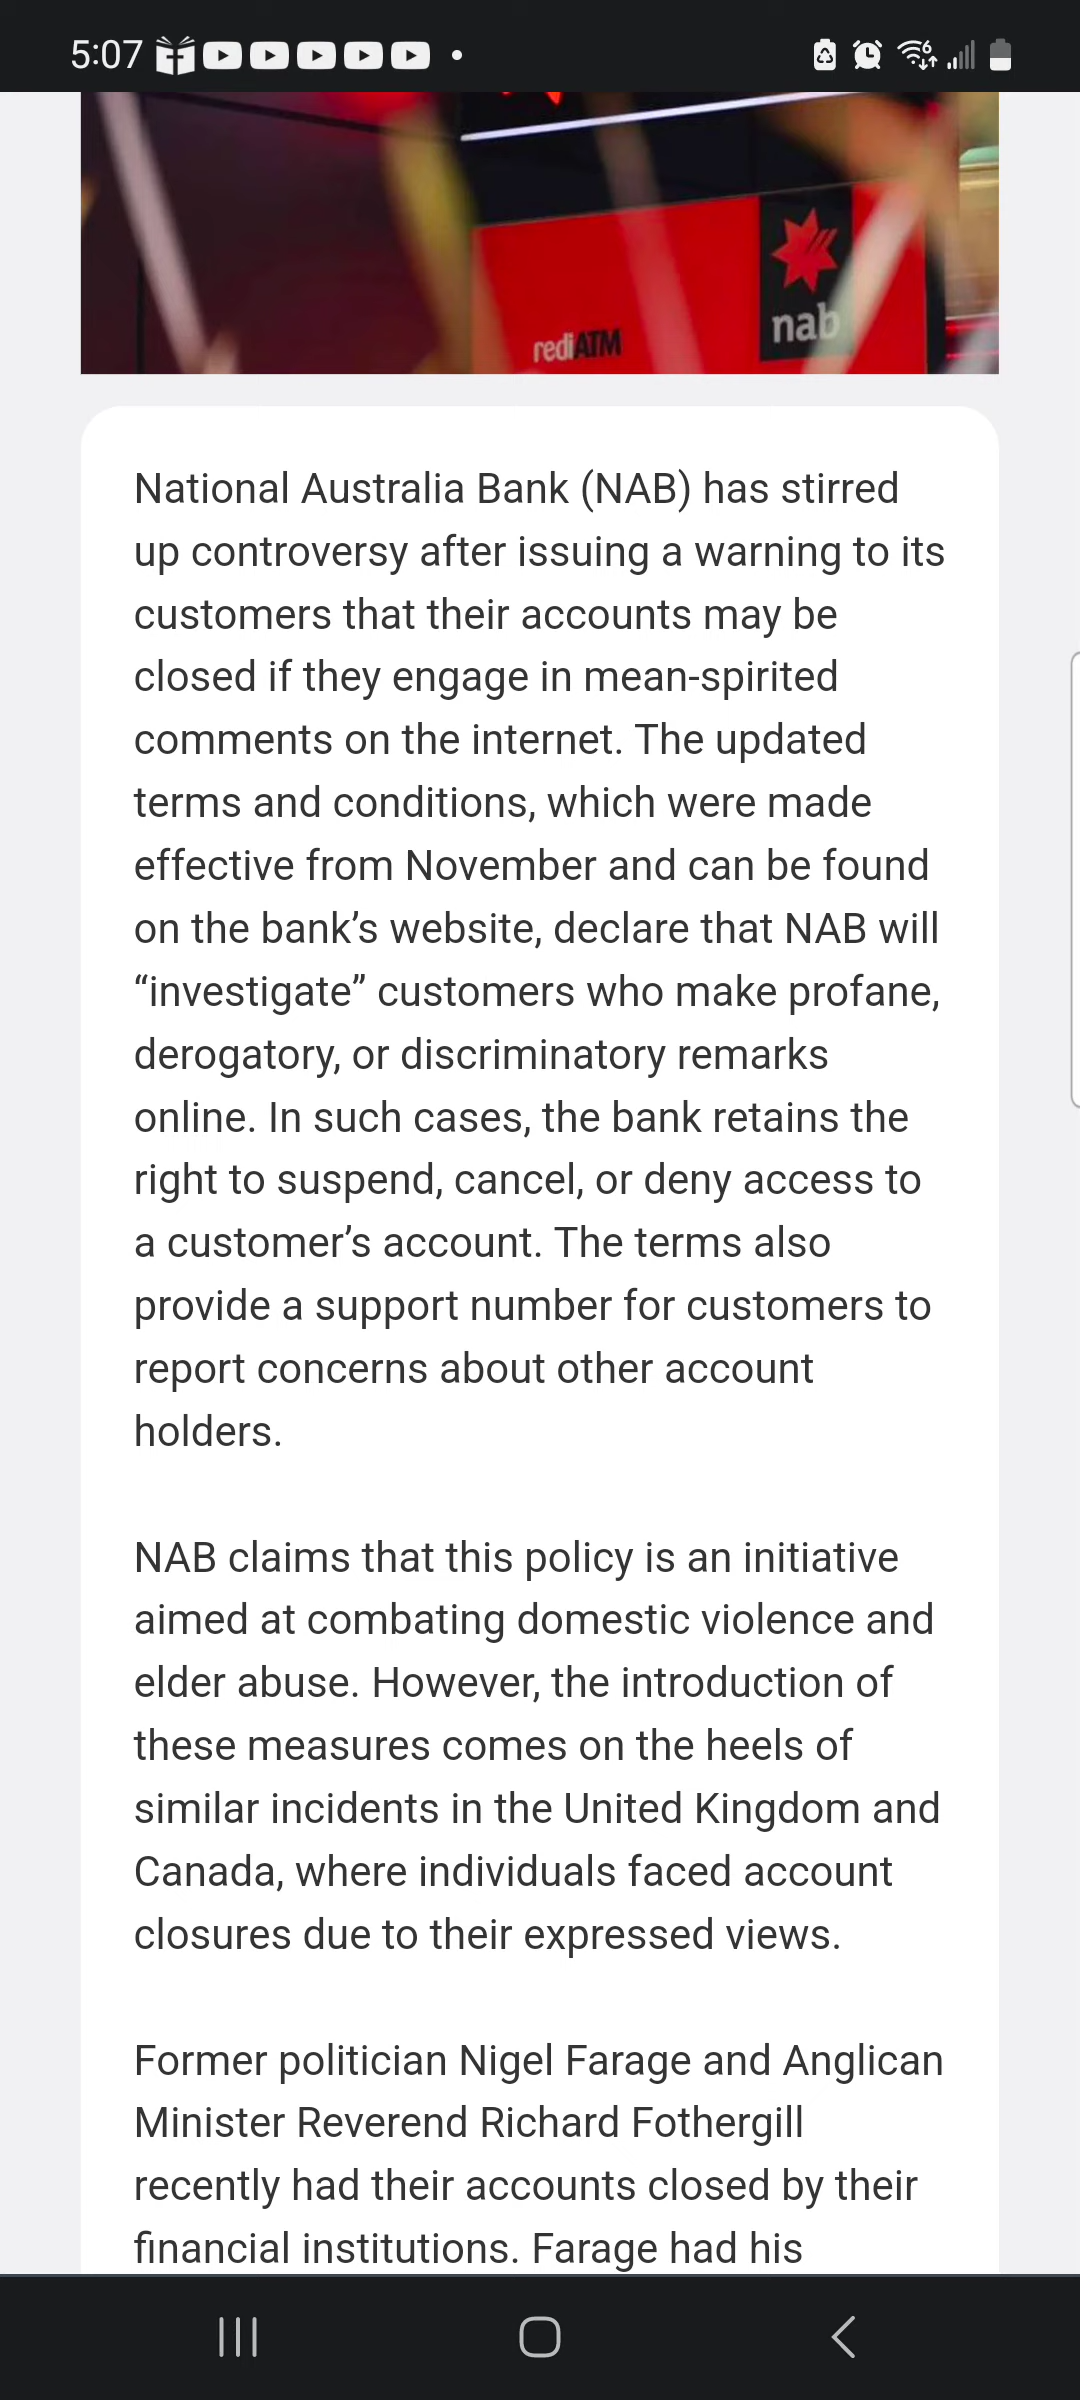 5:07
rediATM
nab
National Australia Bank (NAB) has stirred
up controversy after issuing a warning to its
customers that their accounts may be
closed if they engage in mean-spirited
comments on the internet. The updated
terms and conditions, which were made
effective from November and can be found
on the bank’s website, declare that NAB will
“investigate” customers who make profane,
derogatory, or discriminatory remarks
online. In such cases, the bank retains the
right to suspend, cancel, or deny access to
a customer’s account. The terms also
provide a support number for customers to
report concerns about other account
holders.
NAB claims that this policy is an initiative
aimed at combating domestic violence and
elder abuse. However, the introduction of
these measures comes on the heels of
similar incidents in the United Kingdom and
Canada, where individuals faced account
closures due to their expressed views.
Former politician Nigel Farage and Anglican
Minister Reverend Richard Fothergill
recently had their accounts closed by their
financial institutions. Farage had his